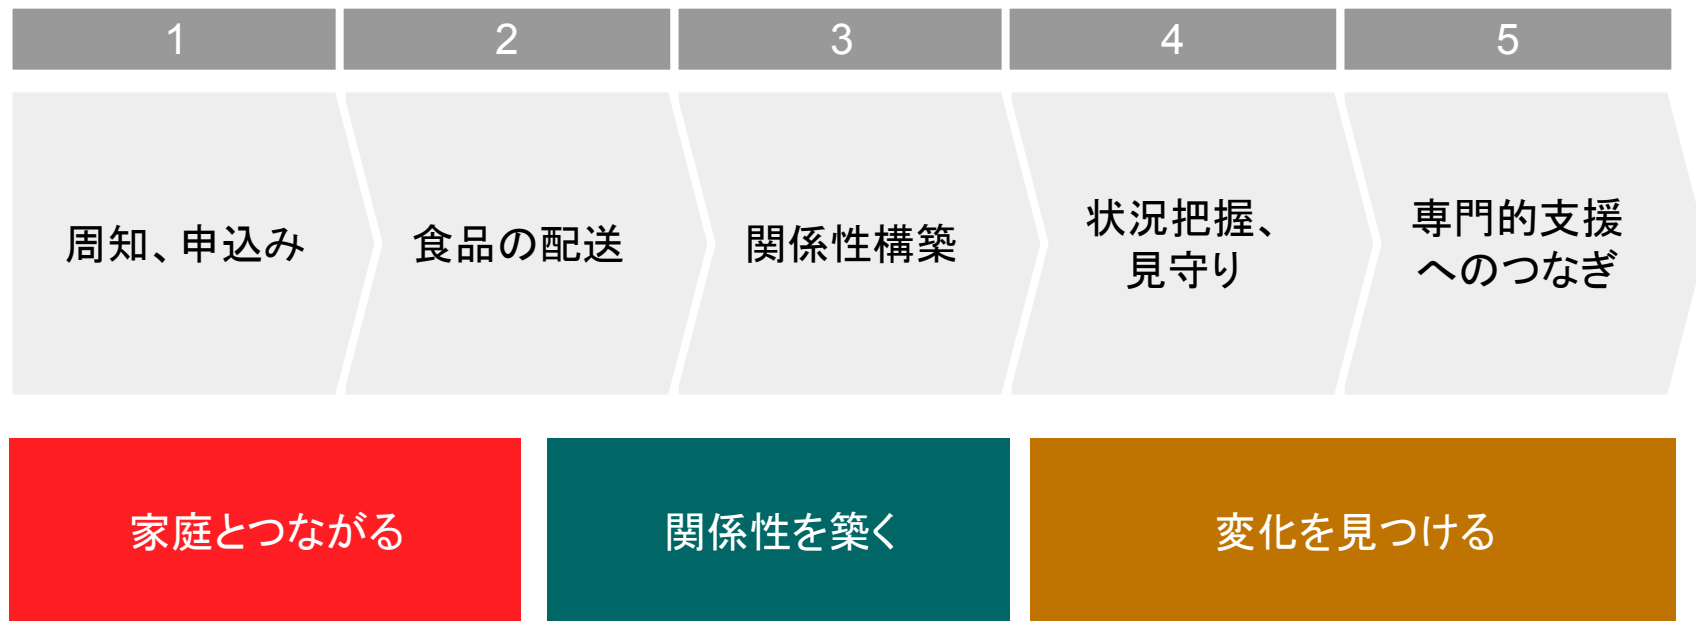 1
2
3
4
5
周知、申込み
食品の配送
関係性構築
状況把握、
見守り
専門的支援
へのつなぎ
家庭とつながる
関係性を築く
変化を見つける